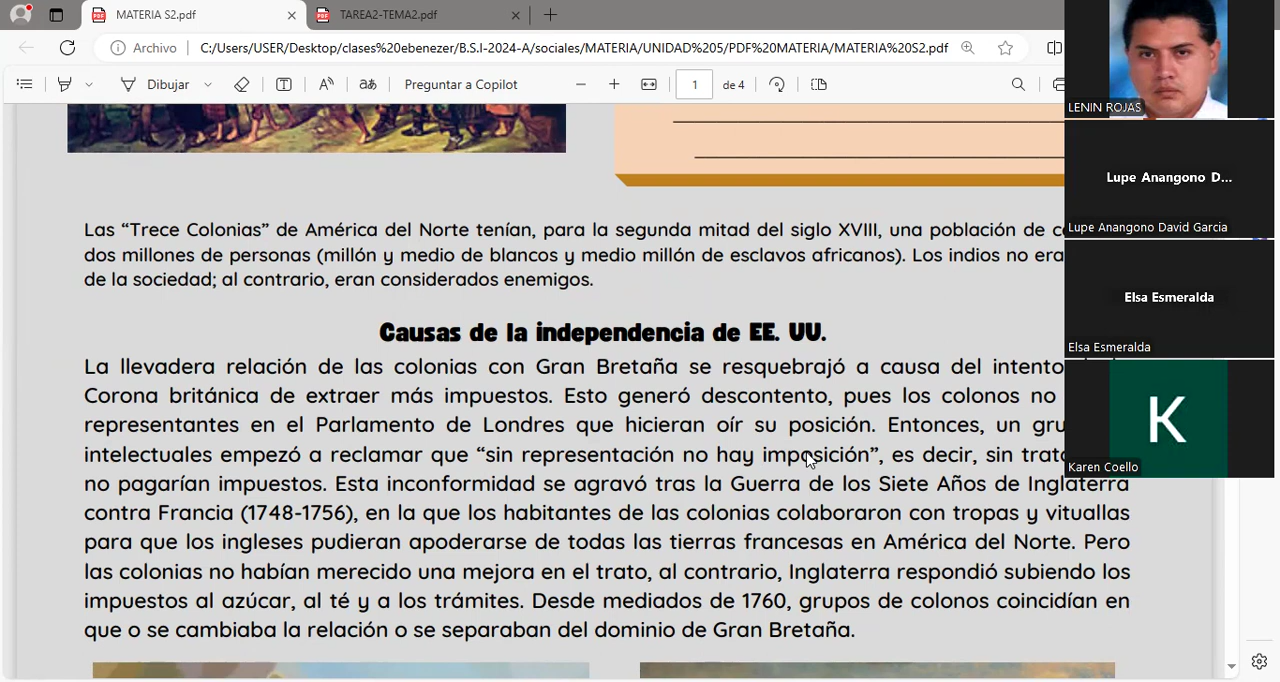 MATERIA S2.pdf
TAREA2-TEMA2.pdf
Archivo
C:/Users/USER/Desktop/clases%20ebenezer/B.S.I-2024-A/sociales/MATERIA/UNIDAD%205/PDF%20MATERIA/MATERIA%20S2.pdf
Dibujar
Preguntar a Copilot
1
de 4
LENIN ROJAS
Lupe Anangono D...
Lupe Anangono David Garcia
Elsa Esmeralda
Elsa Esmeralda
K
Karen Coello
Las “Trece Colonias” de América del Norte tenían, para la segunda mitad del siglo XVIII, una población de
dos millones de personas (millón y medio de blancos y medio millón de esclavos africanos). Los indios no
de la sociedad; al contrario, eran considerados enemigos.
Causas de la independencia de EE. UU.
La llevadera relación de las colonias con Gran Bretaña se resquebrajó a causa del intento
Corona británica de extraer más impuestos. Esto generó descontento, pues los colonos no
representantes en el Parlamento de Londres que hicieran oír su posición. Entonces, un
intelectuales empezó a reclamar que “sin representación no hay imposición”, es decir, sin
no pagarían impuestos. Esta inconformidad se agravó tras la Guerra de los Siete Años de Inglaterra
contra Francia (1748-1756), en la que los habitantes de las colonias colaboraron con tropas y vituallas
para que los ingleses pudieran apoderarse de todas las tierras francesas en América del Norte. Pero
las colonias no habían merecido una mejora en el trato, al contrario, Inglaterra respondió subiendo los
impuestos al azúcar, al té y a los trámites. Desde mediados de 1760, grupos de colonos coincidían en
que o se cambiaba la relación o se separaban del dominio de Gran Bretaña.